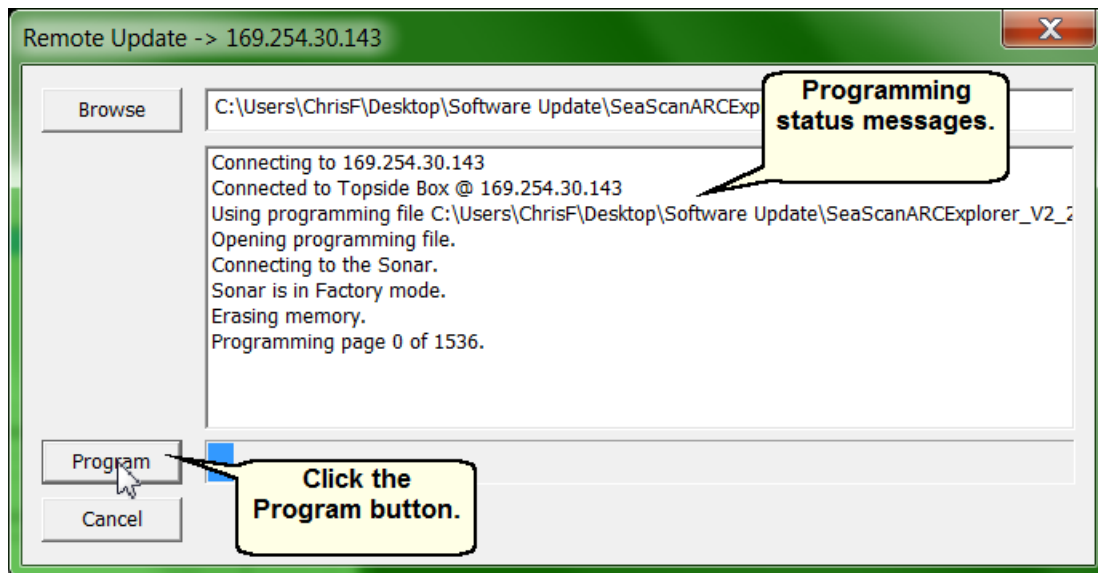 Remote Update -> 169.254.30.143
X
Browse
C:\Users\ChrisF\Desktop\Software Update\SeaScanARCExp
Programming
status messages.
Connecting to 169.254.30.143
Connected to Topside Box @ 169.254.30.143
Using programming file C:\Users\ChrisF\Desktop\Software Update\SeaScanARCExplorer_V2_2
Opening programming file.
Connecting to the Sonar.
Sonar is in Factory mode.
Erasing memory.
Programming page 0 of 1536.
Program
Click the
Program button.
Cancel